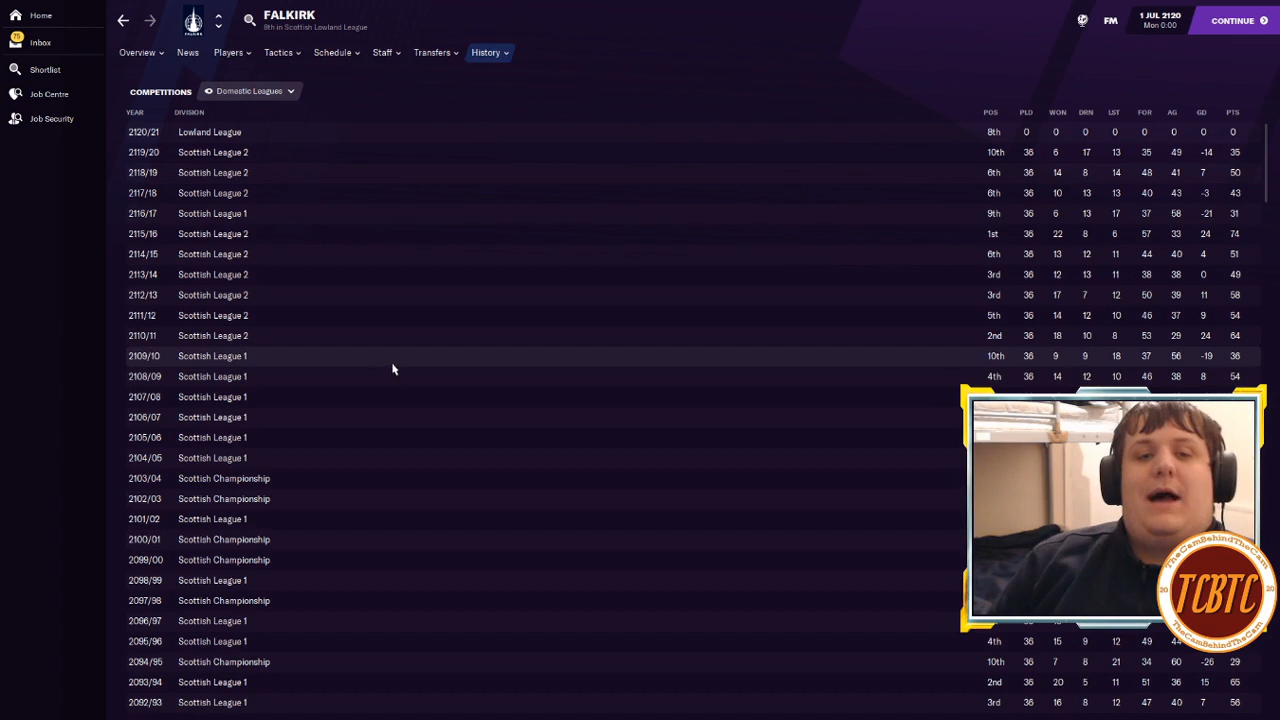 Home
75
Inbox
Shortlist
Job Centre
Job Security
FALKIRK
FALKIRK
8th in Scottish Lowland League
FM
1 JUL 2120
Mon 0:00
CONTINUE
Overview News Players Tactics Schedule Staff Transfers History
COMPETITIONS Domestic Leagues
YEAR DIVISION POS PLD WON DRN LST FOR AG GD PTS
2120/21 Lowland League 8th 0 0 0 0 0 0 0 0
2119/20 Scottish League 2 10th 36 6 17 13 35 49 -14 35
2118/19 Scottish League 2 6th 36 14 8 14 48 41 7 50
2117/18 Scottish League 2 6th 36 10 13 13 40 43 -3 43
2116/17 Scottish League 1 9th 36 6 13 17 37 58 -21 31
2115/16 Scottish League 2 1st 36 22 8 6 57 33 24 74
2114/15 Scottish League 2 6th 36 13 12 11 44 40 4 51
2113/14 Scottish League 2 3rd 36 12 13 11 38 38 0 49
2112/13 Scottish League 2 3rd 36 17 7 12 50 39 11 58
2111/12 Scottish League 2 5th 36 14 12 10 46 37 9 54
2110/11 Scottish League 2 2nd 36 18 10 8 53 29 24 64
2109/10 Scottish League 1 10th 36 9 9 18 37 56 -19 36
2108/09 Scottish League 1 4th 36 14 12 10 46 38 8 54
2107/08 Scottish League 1
2106/07 Scottish League 1
2105/06 Scottish League 1
2104/05 Scottish League 1
2103/04 Scottish Championship
2102/03 Scottish Championship
2101/02 Scottish League 1
2100/01 Scottish Championship
2099/00 Scottish Championship
2098/99 Scottish League 1
2097/98 Scottish Championship
2096/97 Scottish League 1
2095/96 Scottish League 1 4th 36 15 9 12 49
2094/95 Scottish Championship 10th 36 7 8 21 34 60 -26 29
2093/94 Scottish League 1 2nd 36 20 5 11 51 36 15 65
2092/93 Scottish League 1 3rd 36 16 8 12 47 40 7 56
TheCamBehindTheCam
20 TCBTC 20
TheCamBehindTheCam